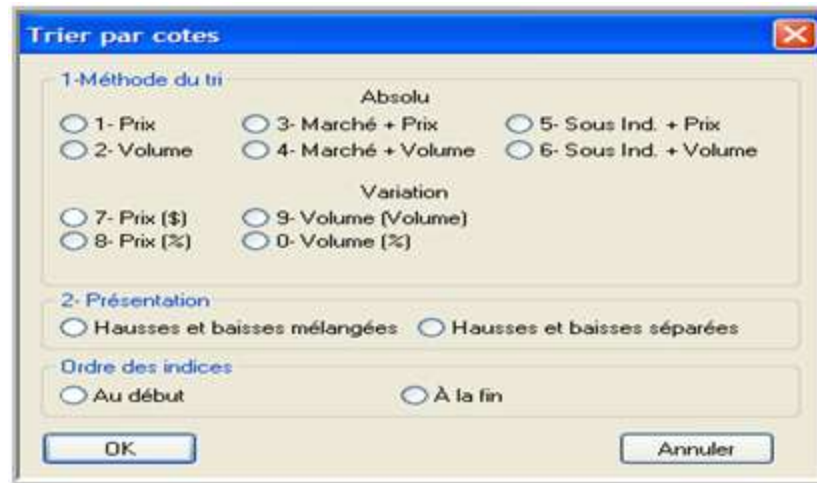 Trier par cotes
1-Méthode du tri
Absolu
1- Prix 3- Marché + Prix 5- Sous Ind. + Prix
2- Volume 4- Marché + Volume 6- Sous Ind. + Volume
Variation
7- Prix ($) 9- Volume (Volume)
8- Prix (%) 0- Volume (%)
2- Présentation
Hausses et baisses mélangées Hausses et baisses séparées
Ordre des indices
Au début À la fin
OK Annuler